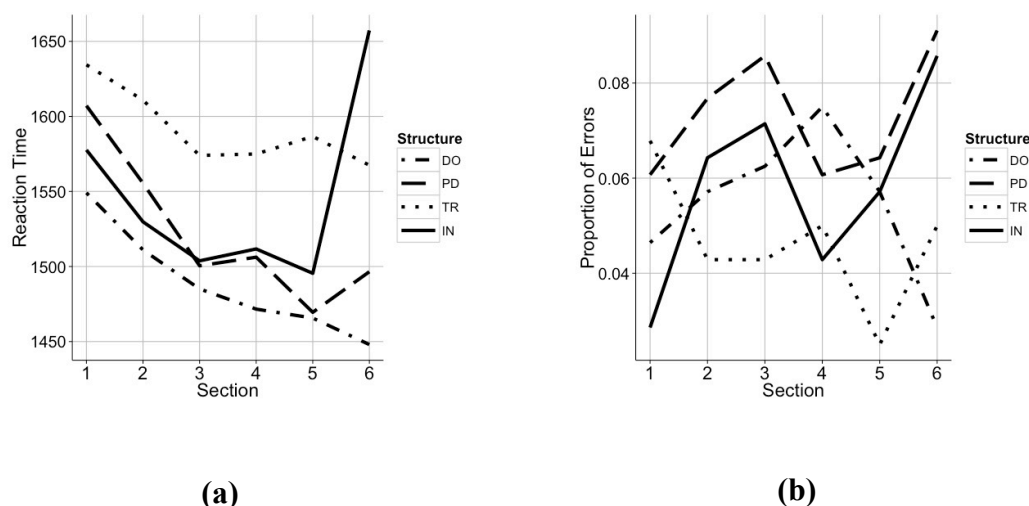 1650
1600
1550
1500
1450
Reaction Time
1 2 3 4 5 6
Section
Structure
DO
PD
TR
IN
(a)
0.08
0.06
0.04
Proportion of Errors
1 2 3 4 5 6
Section
Structure
DO
PD
TR
IN
(b)